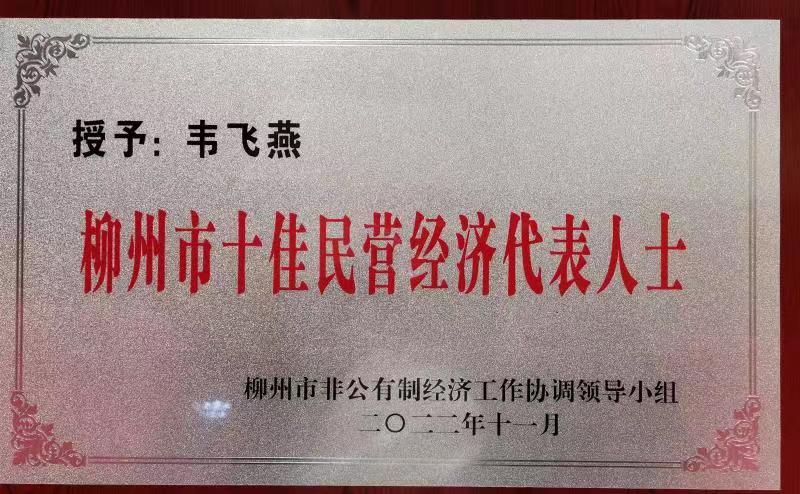 授予：韦飞燕
柳州市十佳民营经济代表人士
柳州市非公有制经济工作协调领导小组
二〇二二年十一月